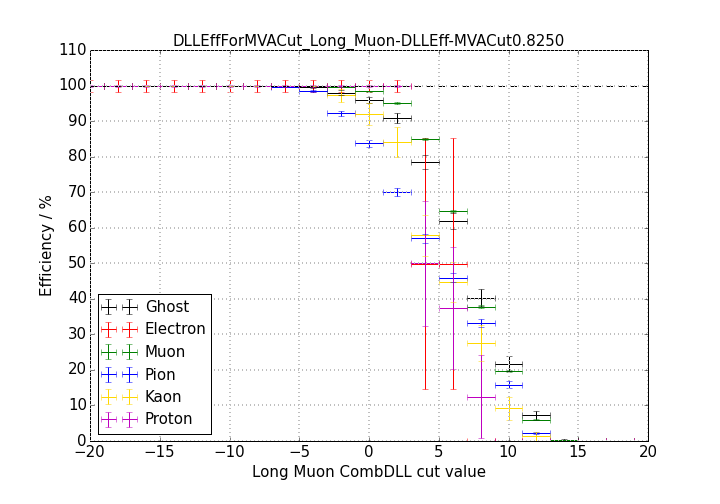 DLLEffForMVACut_Long_Muon-DLLEff-MVACut0.8250
110
100
90
80
70
60
50
40
30
20
10
0
Efficiency / %
Ghost
Electron
Muon
Pion
Kaon
Proton
−20 −15 −10 −5 0 5 10 15 20
Long Muon CombDLL cut value